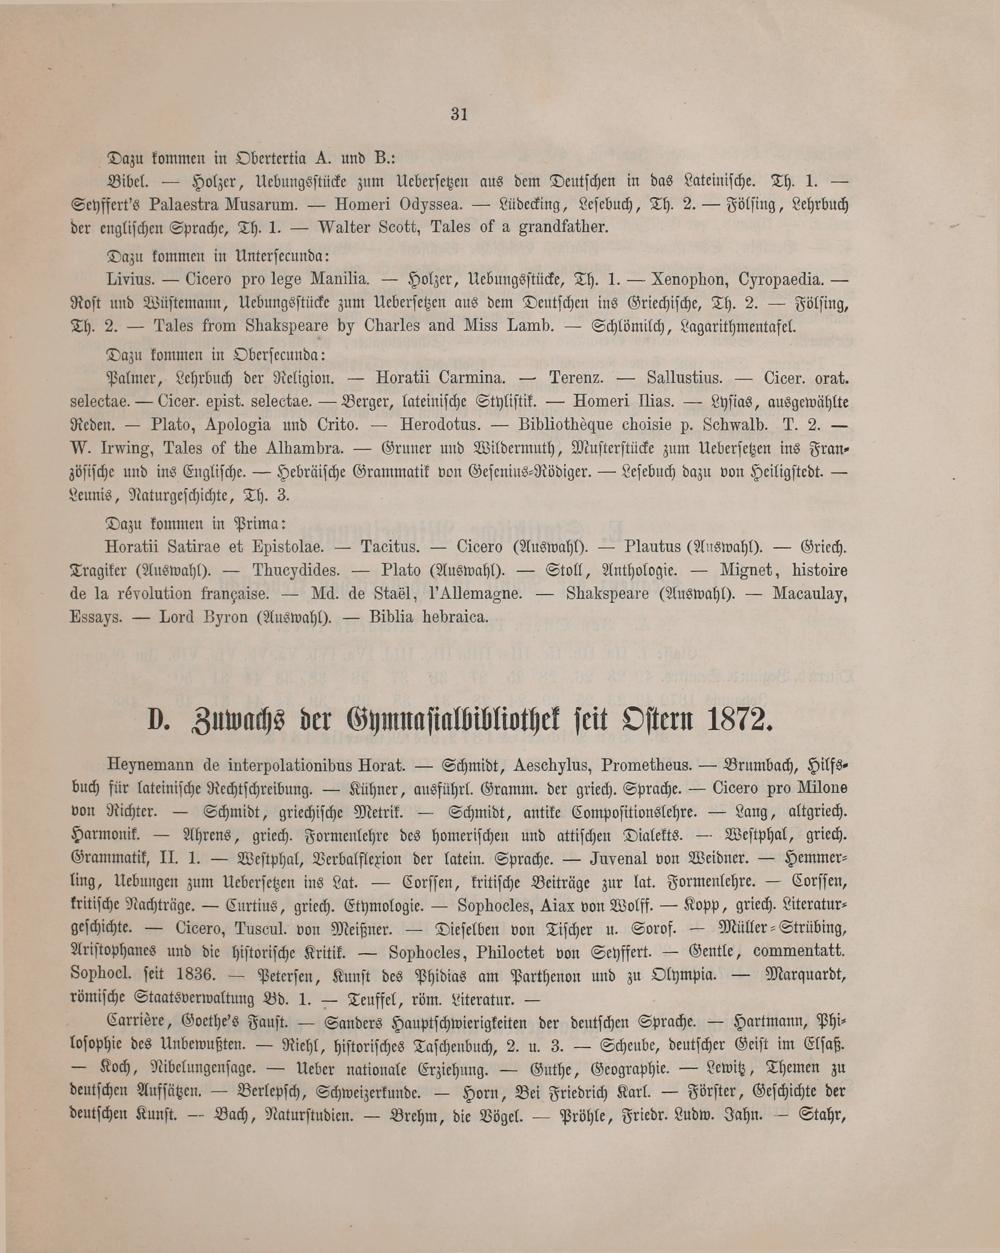 31
Dazu kommen in Obertertia A. und B.:
Bibel. — Holzer, Uebungsstücke zum Uebersetzen aus dem Deutschen in das Lateinische. Th. 1. —
Seyffert's Palaestra Musarum. — Homeri Odyssea. — Lüdecking, Lesebuch, Th. 2. — Fölsing, Lehrbuch
der englischen Sprache, Th. 1. — Walter Scott, Tales of a grandfather.
Dazu kommen in Untersecunda:
Livius. — Cicero pro lege Manilia. — Holzer, Uebungsstücke, Th. 1. — Xenophon, Cyropaedia. —
Rost und Wüstemann, Uebungsstücke zum Uebersetzen aus dem Deutschen ins Griechische, Th. 2. — Fölsing,
Th. 2. — Tales from Shakspeare by Charles and Miss Lamb. — Schlömilch, Lagarithmentafel.
Dazu kommen in Obersecunda:
Palmer, Lehrbuch der Religion. — Horatii Carmina. — Terenz. — Sallustius. — Cicer. orat.
selectae. — Cicer. epist. selectae. — Berger, lateinische Stylistik. — Homeri Ilias. — Lysias, ausgewählte
Reden. — Plato, Apologia und Crito. — Herodotus. — Bibliothèque choisie p. Schwalb. T. 2. —
W. Irwing, Tales of the Alhambra. — Gruner und Wildermuth, Musterstücke zum Uebersetzen ins Fran-
zösische und ins Englische. — Hebräische Grammatik von Gesenius-Rödiger. — Lesebuch dazu von Heiligstedt. —
Leunis, Naturgeschichte, Th. 3.
Dazu kommen in Prima:
Horatii Satirae et Epistolae. — Tacitus. — Cicero (Auswahl). — Plautus (Auswahl). — Griech.
Tragiker (Auswahl). — Thucydides. — Plato (Auswahl). — Stoll, Anthologie. — Mignet, histoire
de la révolution française. — Md. de Staël, l'Allemagne. — Shakspeare (Auswahl). — Macaulay,
Essays. — Lord Byron (Auswahl). — Biblia hebraica.
D. Zuwachs der Gymnasialbibliothek seit Ostern 1872.
Heynemann de interpolationibus Horat. — Schmidt, Aeschylus, Prometheus. — Brumbach, Hilfs-
buch für lateinische Rechtschreibung. — Kühner, ausführl. Gramm. der griech. Sprache. — Cicero pro Milone
von Richter. — Schmidt, griechische Metrik. — Schmidt, antike Compositionslehre. — Lang, altgriech.
Harmonik. — Ahrens, griech. Formenlehre des homerischen und attischen Dialekts. — Westphal, griech.
Grammatik, II. 1. — Westphal, Verbalflexion der latein. Sprache. — Juvenal von Weidner. — Hemmer-
ling, Uebungen zum Uebersetzen ins Lat. — Corssen, kritische Beiträge zur lat. Formenlehre. — Corssen,
kritische Nachträge. — Curtius, griech. Etymologie. — Sophocles, Aiax von Wolff. — Kopp, griech. Literatur-
geschichte. — Cicero, Tuscul. von Meißner. — Dieselben von Tischer u. Sorof. — Müller-Strübing,
Aristophanes und die historische Kritik. — Sophocles, Philoctet von Seyffert. — Gentle, commentatt.
Sophocl. seit 1836. — Petersen, Kunst des Phidias am Parthenon und zu Olympia. — Marquardt,
römische Staatsverwaltung Bd. 1. — Teuffel, röm. Literatur. —
Carrière, Goethe's Faust. — Sanders Hauptschwierigkeiten der deutschen Sprache. — Hartmann, Phi-
losophie des Unbewußten. — Riehl, historisches Taschenbuch, 2. u. 3. — Scheube, deutscher Geist im Elsaß.
— Koch, Nibelungensage. — Ueber nationale Erziehung. — Guthe, Geographie. — Lewitz, Themen zu
deutschen Aufsätzen. — Berlepsch, Schweizerkunde. — Horn, Bei Friedrich Karl. — Förster, Geschichte der
deutschen Kunst. — Bach, Naturstudien. — Brehm, die Vögel. — Pröhle, Friedr. Ludw. Jahn. — Stahr,